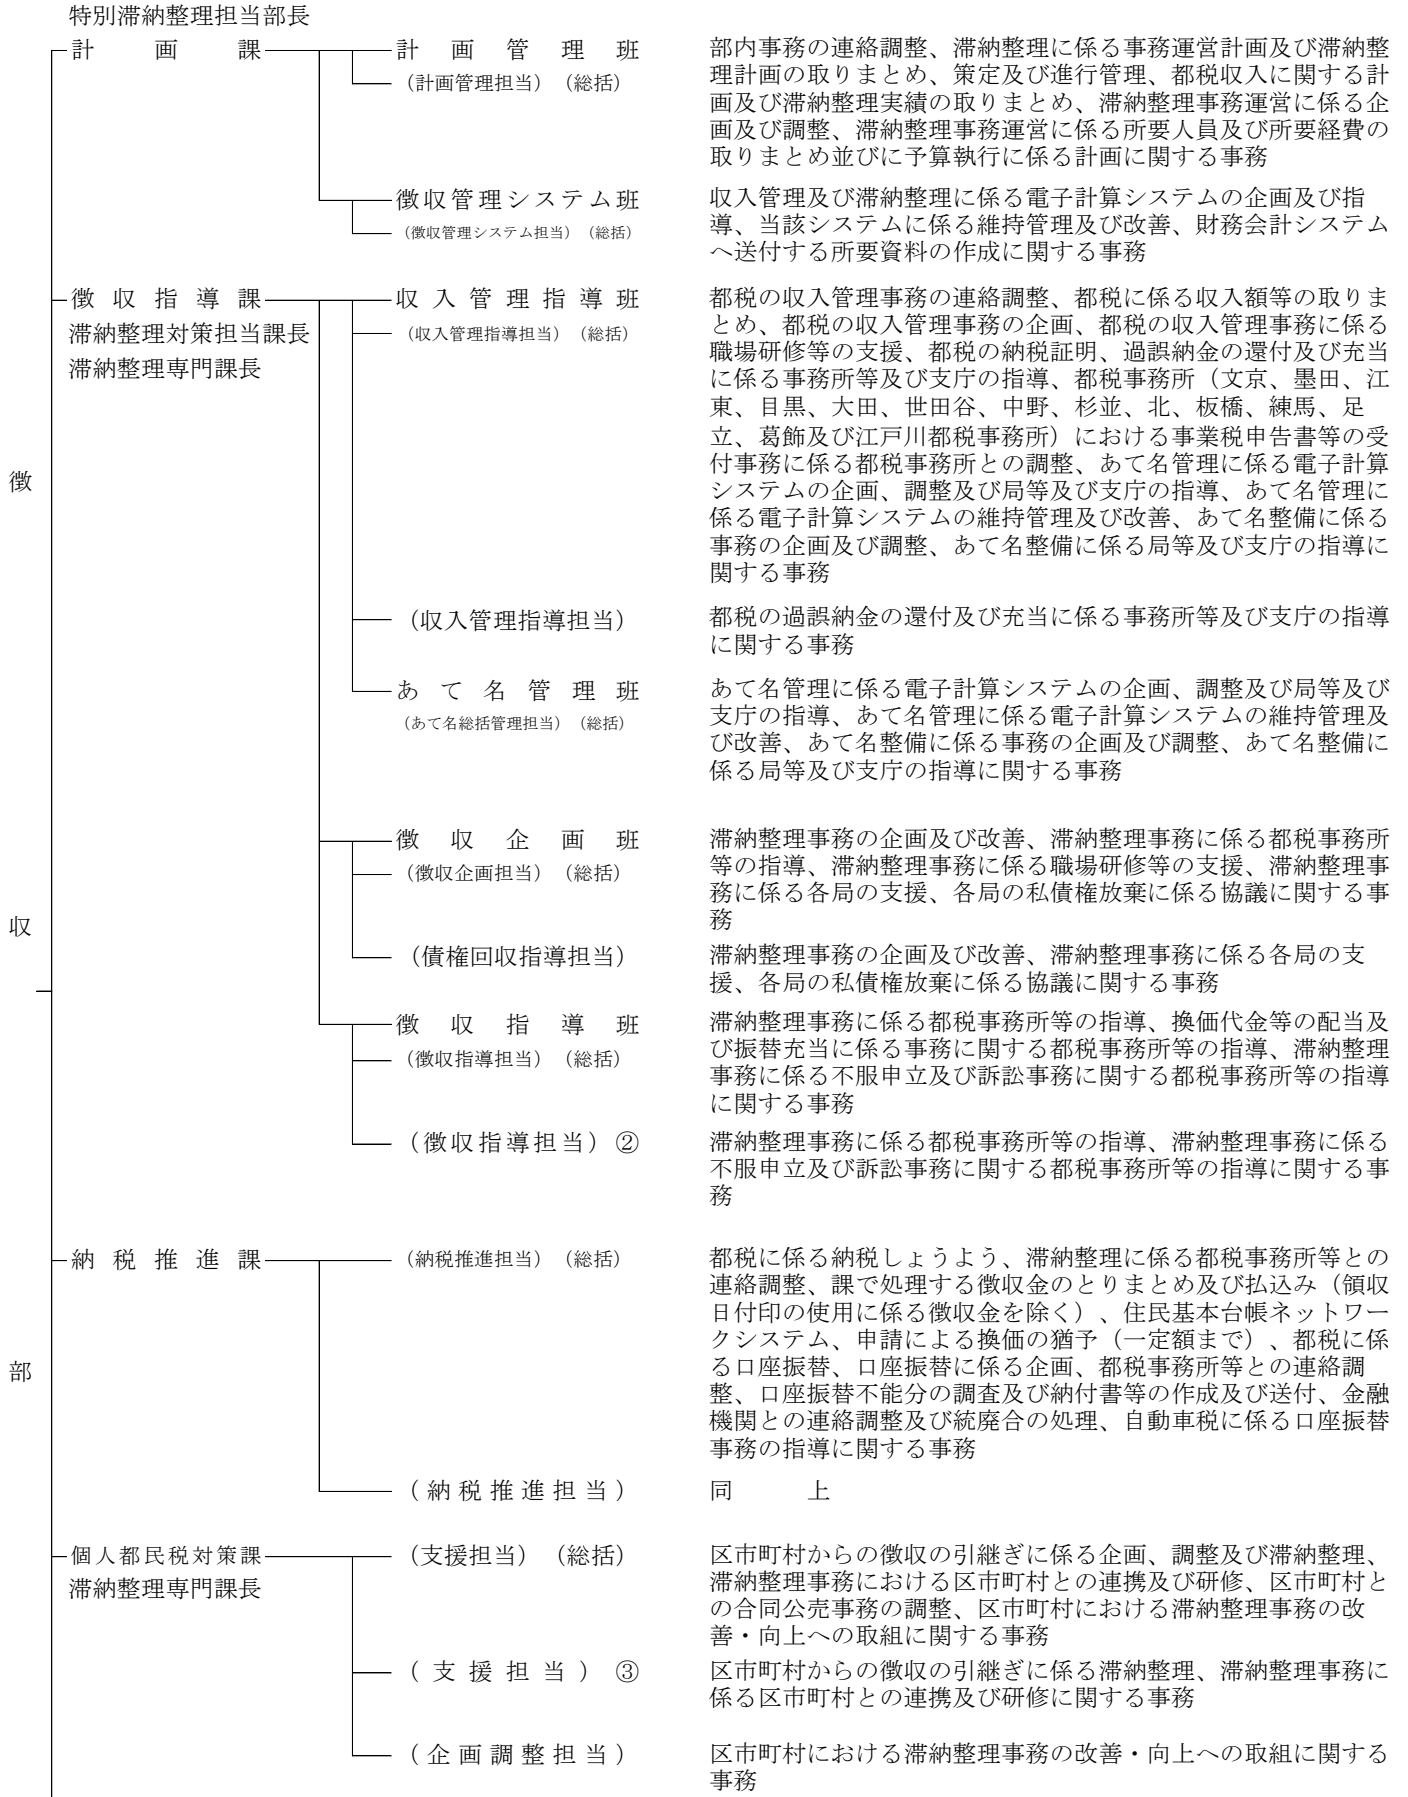 特別滞納整理担当部長
計画課
計画管理班
(計画管理担当)(総括)
部内事務の連絡調整、滞納整理に係る事務運営計画及び滞納整
理計画の取りまとめ、策定及び進行管理、都税収入に関する計
画及び滞納整理実績の取りまとめ、滞納整理事務運営に係る企
画及び調整、滞納整理事務運営に係る所要人員及び所要経費の
取りまとめ並びに予算執行に係る計画に関する事務
徴収管理システム班
(徴収管理システム担当)(総括)
収入管理及び滞納整理に係る電子計算システムの企画及び指
導、当該システムに係る維持管理及び改善、財務会計システム
へ送付する所要資料の作成に関する事務
徴収指導課
滞納整理対策担当課長
滞納整理専門課長
収入管理指導班
(収入管理指導担当)(総括)
都税の収入管理事務の連絡調整、都税に係る収入額等の取りま
とめ、都税の収入管理事務の企画、都税の収入管理事務に係る
職場研修等の支援、都税の納税証明、過誤納金の還付及び充当
に係る事務所等及び支庁の指導、都税事務所(文京、墨田、江
東、目黒、大田、世田谷、中野、杉並、北、板橋、練馬、足
立、葛飾及び江戸川都税事務所)における事業税申告書等の受
付事務に係る都税事務所との調整、あて名管理に係る電子計算
システムの企画、調整及び局等及び支庁の指導、あて名管理に
係る電子計算システムの維持管理及び改善、あて名整備に係る
事務の企画及び調整、あて名整備に係る局等及び支庁の指導に
関する事務
(収入管理指導担当)
都税の過誤納金の還付及び充当に係る事務所等及び支庁の指導
に関する事務
あて名管理班
(あて名総括管理担当)(総括)
あて名管理に係る電子計算システムの企画、調整及び局等及び
支庁の指導、あて名管理に係る電子計算システムの維持管理及
び改善、あて名整備に係る事務の企画及び調整、あて名整備に
係る局等及び支庁の指導に関する事務
徴収企画班
(徴収企画担当)(総括)
滞納整理事務の企画及び改善、滞納整理事務に係る都税事務所
等の指導、滞納整理事務に係る職場研修等の支援、滞納整理事
務に係る各局の支援、各局の私債権放棄に係る協議に関する事
務
(債権回収指導担当)
滞納整理事務の企画及び改善、滞納整理事務に係る各局の支
援、各局の私債権放棄に係る協議に関する事務
徴収指導班
(徴収指導担当)(総括)
滞納整理事務に係る都税事務所等の指導、換価代金等の配当及
び振替充当に係る事務に関する都税事務所等の指導、滞納整理
事務に係る不服申立及び訴訟事務に関する都税事務所等の指導
に関する事務
(徴収指導担当)②
滞納整理事務に係る都税事務所等の指導、滞納整理事務に係る
不服申立及び訴訟事務に関する都税事務所等の指導に関する事
務
納税推進課
(納税推進担当)(総括)
都税に係る納税しょうよう、滞納整理に係る都税事務所等との
連絡調整、課で処理する徴収金のとりまとめ及び払込み(領収
日付印の使用に係る徴収金を除く)、住民基本台帳ネットワー
クシステム、申請による換価の猶予(一定額まで)、都税に係
る口座振替、口座振替に係る企画、都税事務所等との連絡調
整、口座振替不能分の調査及び納付書等の作成及び送付、金融
機関との連絡調整及び統廃合の処理、自動車税に係る口座振替
事務の指導に関する事務
(納税推進担当)
同上
個人都民税対策課
滞納整理専門課長
(支援担当)(総括)
区市町村からの徴収の引継ぎに係る企画、調整及び滞納整理、
滞納整理事務における区市町村との連携及び研修、区市町村と
の合同公売事務の調整、区市町村における滞納整理事務の改
善・向上への取組に関する事務
(支援担当)③
区市町村からの徴収の引継ぎに係る滞納整理、滞納整理事務に
係る区市町村との連携及び研修に関する事務
(企画調整担当)
区市町村における滞納整理事務の改善・向上への取組に関する
事務
徴
収
部